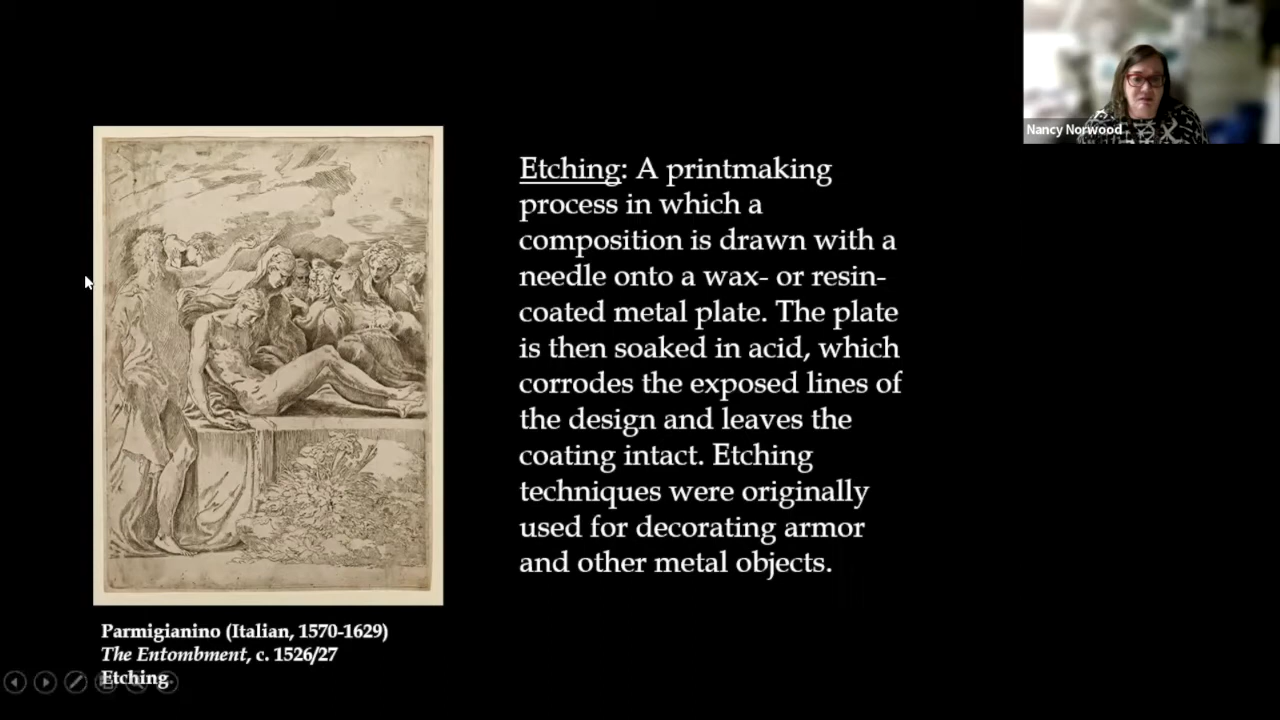 Nancy Norwood
Etching: A printmaking
process in which a
composition is drawn with a
needle onto a wax- or resin-
coated metal plate. The plate
is then soaked in acid, which
corrodes the exposed lines of
the design and leaves the
coating intact. Etching
techniques were originally
used for decorating armor
and other metal objects.
Parmigianino (Italian, 1570-1629)
The Entombment, c. 1526/27
Etching